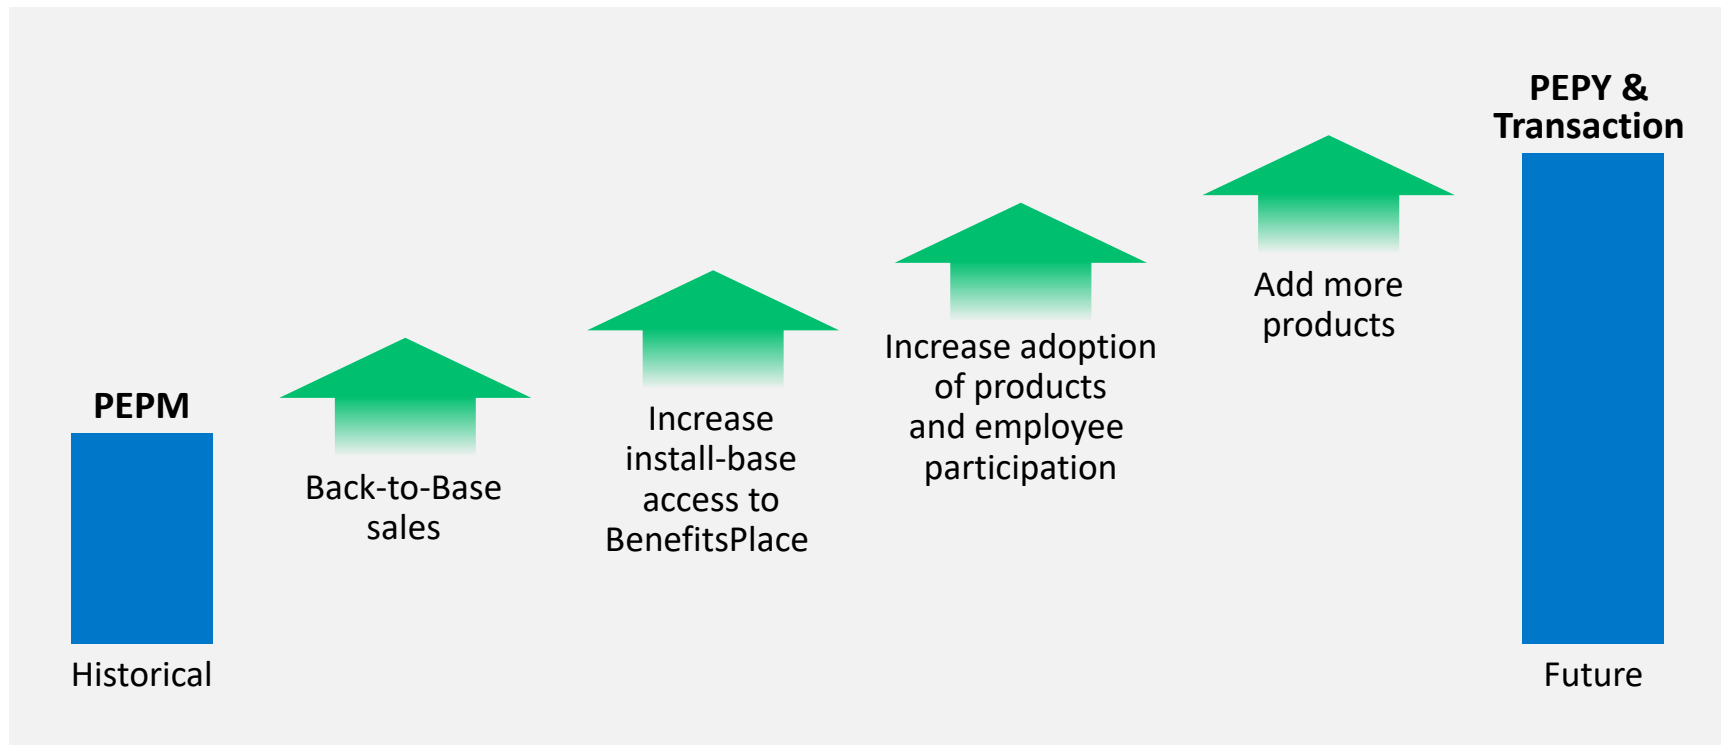 PEPM
Historical
Back-to-Base
sales
Increase
install-base
access to
BenefitsPlace
Increase adoption
of products
and employee
participation
Add more
products
PEPY &
Transaction
Future